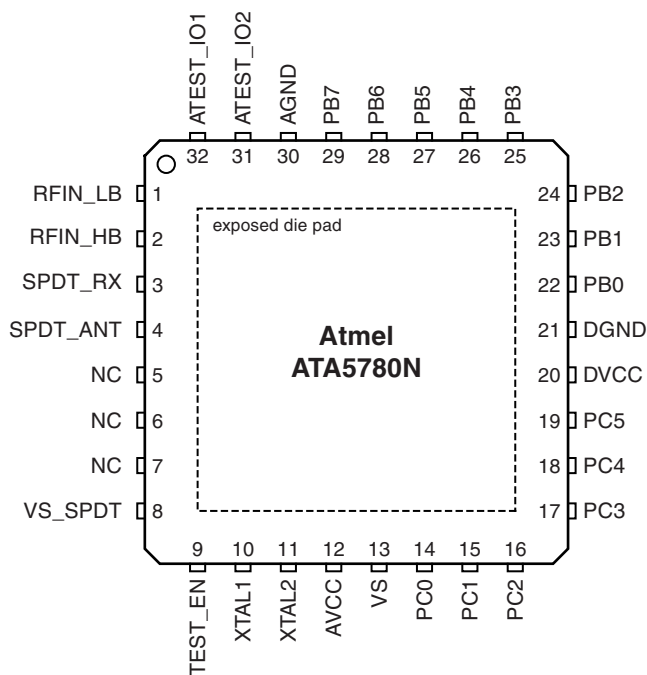 ATEST_IO1
ATEST_IO2
AGND
PB7
PB6
PB5
PB4
PB3
32 31 30 29 28 27 26 25
RFIN_LB 1
RFIN_HB 2
SPDT_RX 3
SPDT_ANT 4
NC 5
NC 6
NC 7
VS_SPDT 8
exposed die pad
Atmel
ATA5780N
24 PB2
23 PB1
22 PB0
21 DGND
20 DVCC
19 PC5
18 PC4
17 PC3
9 10 11 12 13 14 15 16
TEST_EN
XTAL1
XTAL2
AVCC
VS
PC0
PC1
PC2